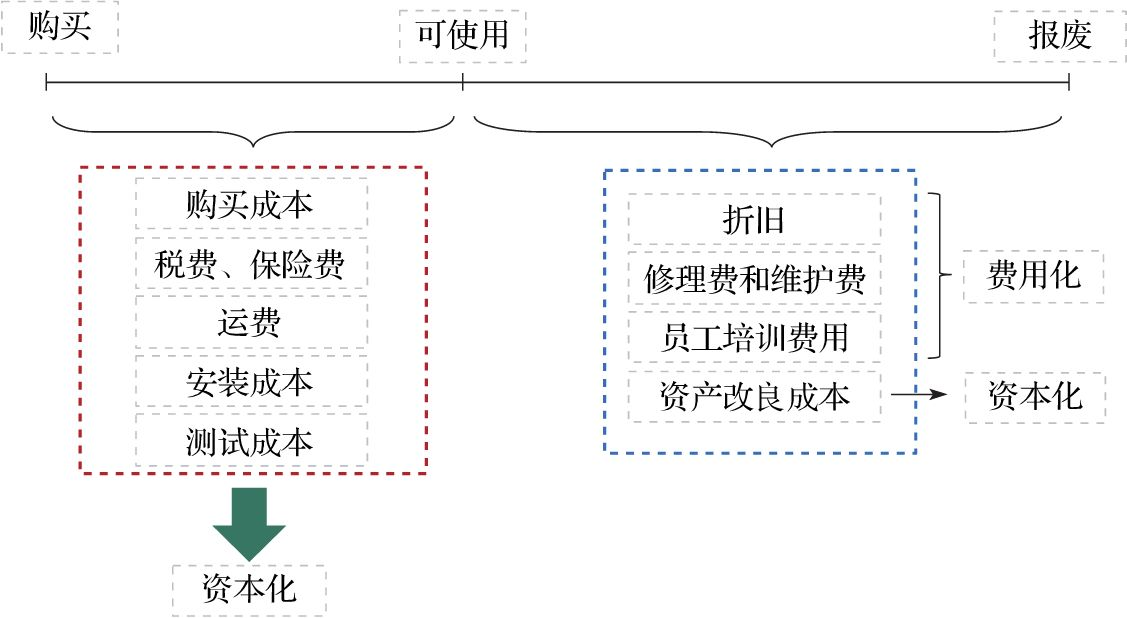 购买
可使用
报废
购买成本
税费、保险费
运费
安装成本
测试成本
资本化
折旧
修理费和维护费
员工培训费用
资产改良成本
费用化
资本化